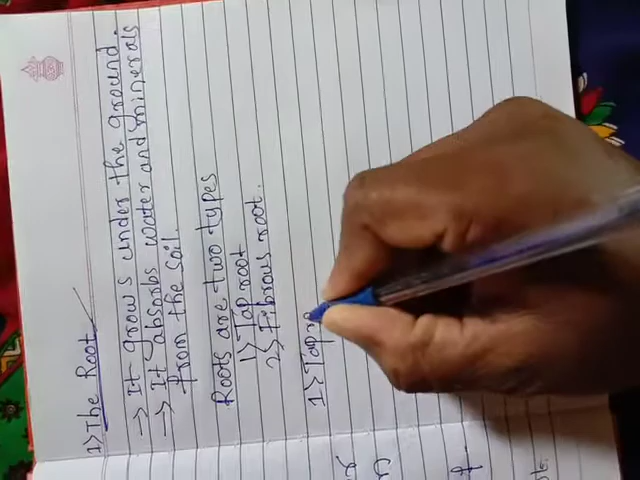 1> The Root
→ It grows under the ground.
→ It absorbs water and minerals
from the soil.
Roots are two types
1> Tap root
2> Fibrous root.
1> Tap r